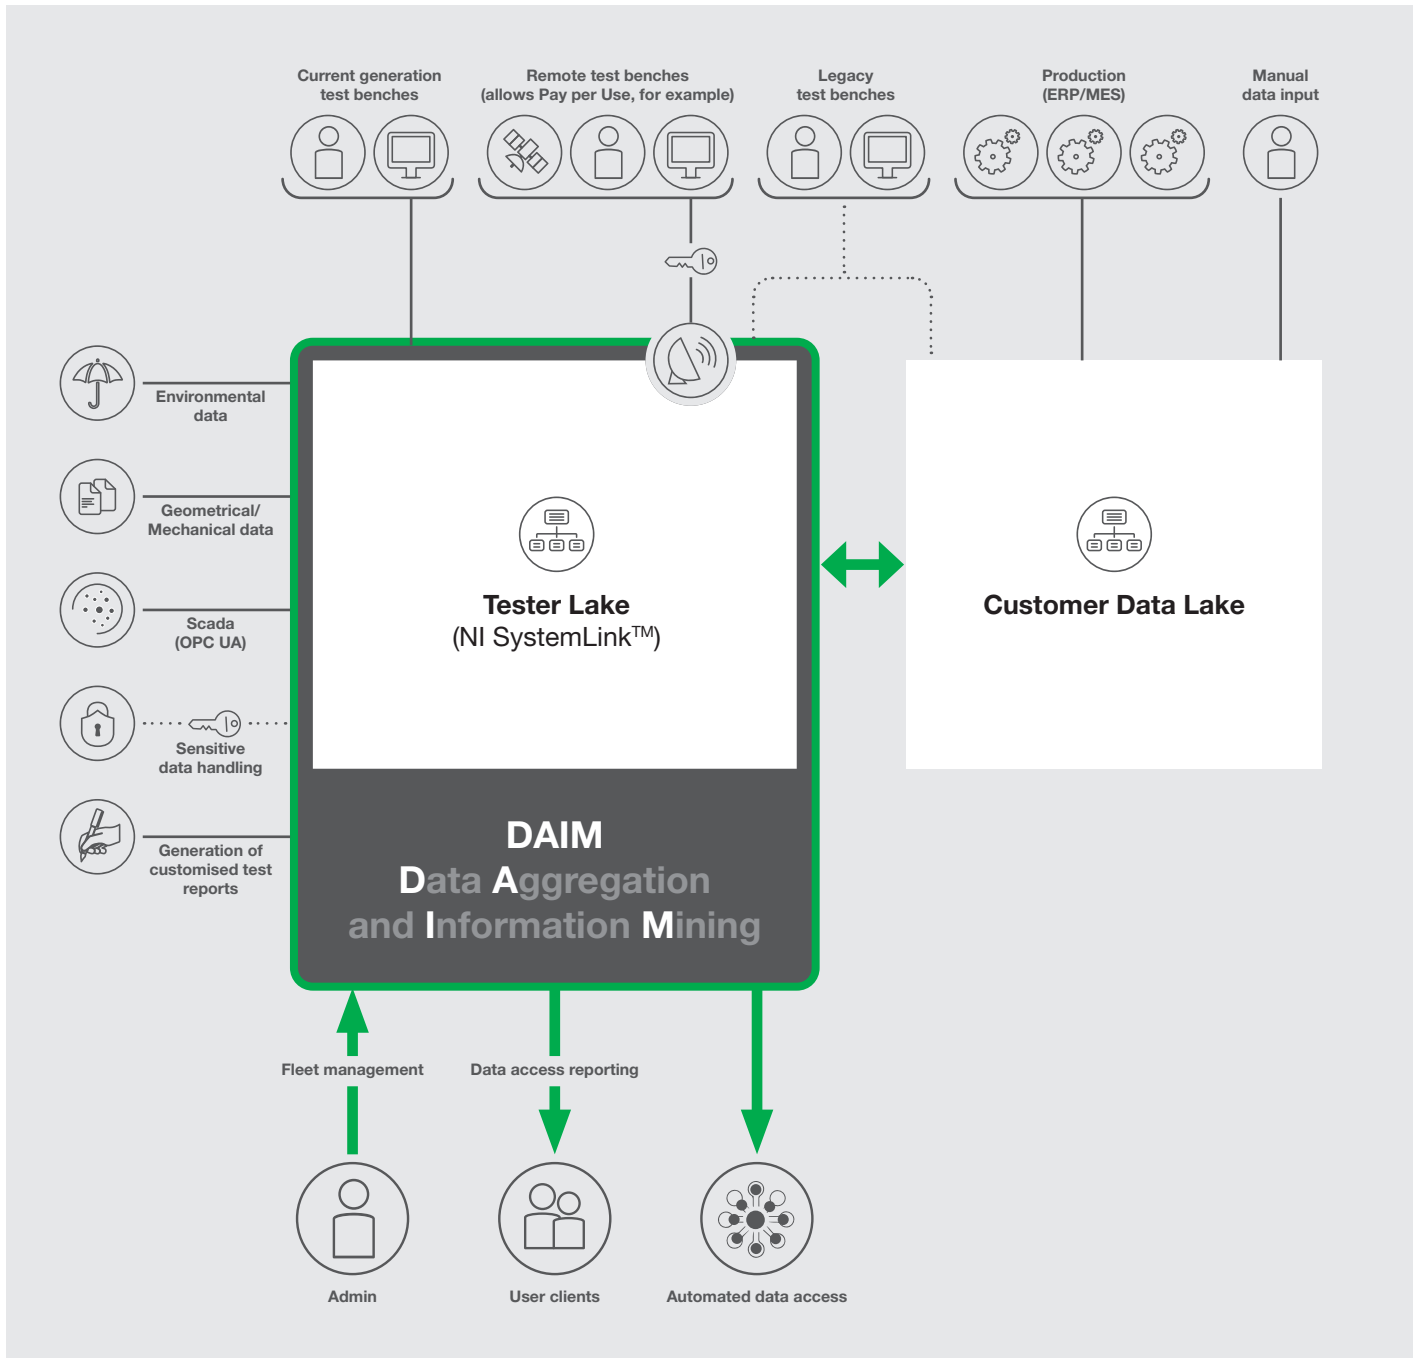 Current generation
test benches
Remote test benches
(allows Pay per Use, for example)
Legacy
test benches
Production
(ERP/MES)
Manual
data input
Environmental
data
Geometrical/
Mechanical data
Scada
(OPC UA)
Sensitive
data handling
Generation of
customised test
reports
Tester Lake
(NI SystemLink™)
Customer Data Lake
DAIM
Data Aggregation
and Information Mining
Fleet management
Data access reporting
Admin
User clients
Automated data access